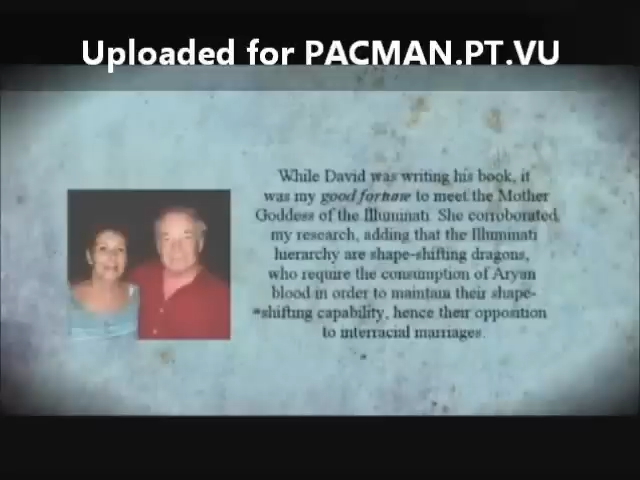 Uploaded for PACMAN.PT.VU
While David was writing his book, it
was my good fortune to meet the Mother
Goddess of the Illuminati. She corroborated
my research, adding that the Illuminati
hierarchy are shape-shifting dragons,
who require the consumption of Aryan
blood in order to maintain their shape-
shifting capability, hence their opposition
to interracial marriages.